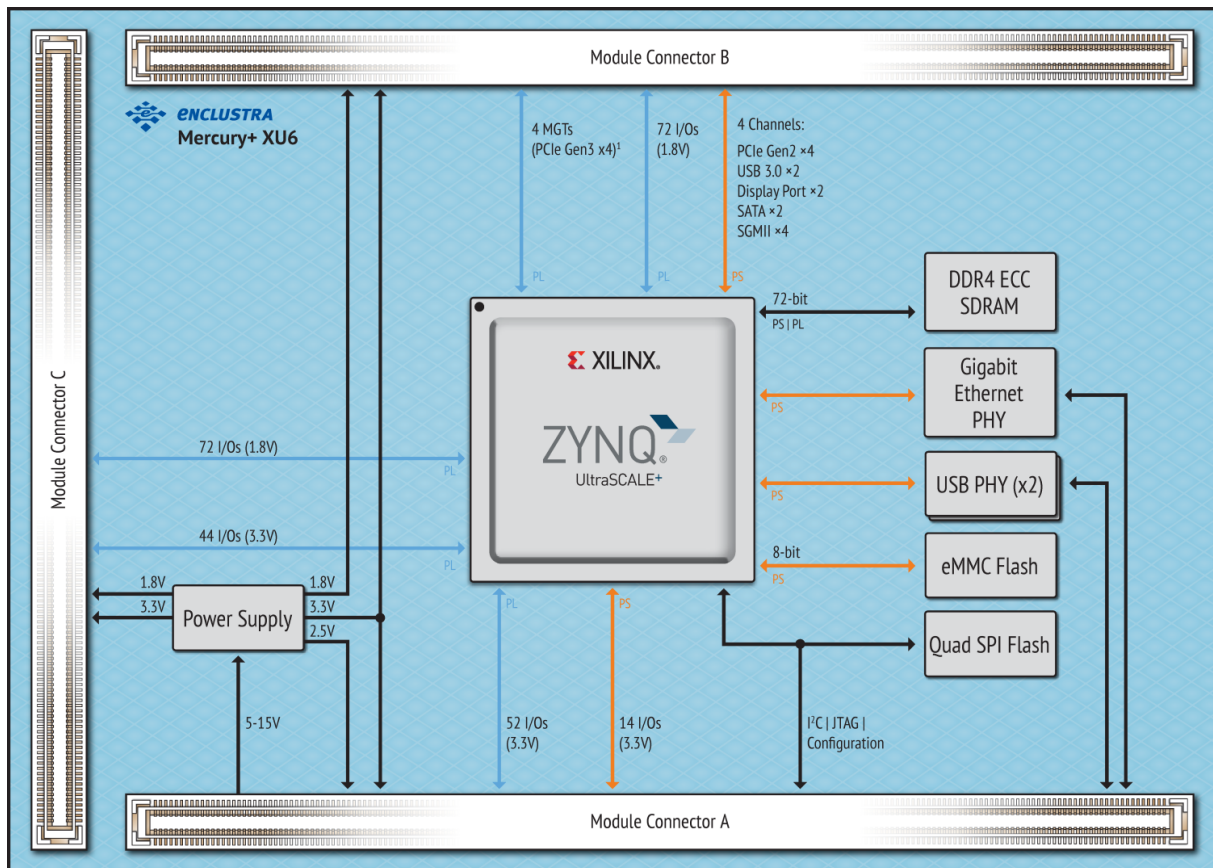 Module Connector B
ENCLUSTRA
Mercury+ XU6
4 MGTs
(PCIe Gen3 x4)¹
72 I/Os
(1.8V)
4 Channels:
PCIe Gen2 ×4
USB 3.0 ×2
Display Port ×2
SATA ×2
SGMII ×4
PL
PL
PS
72-bit
PS | PL
DDR4 ECC
SDRAM
XILINX®
ZYNQ®
UltraSCALE+
PS
Gigabit
Ethernet
PHY
Module Connector C
72 I/Os (1.8V)
PL
PS
USB PHY (x2)
44 I/Os (3.3V)
PL
8-bit
PS
eMMC Flash
1.8V
3.3V
Power Supply
1.8V
3.3V
2.5V
PL
PS
Quad SPI Flash
5-15V
52 I/Os
(3.3V)
14 I/Os
(3.3V)
I²C | JTAG |
Configuration
Module Connector A